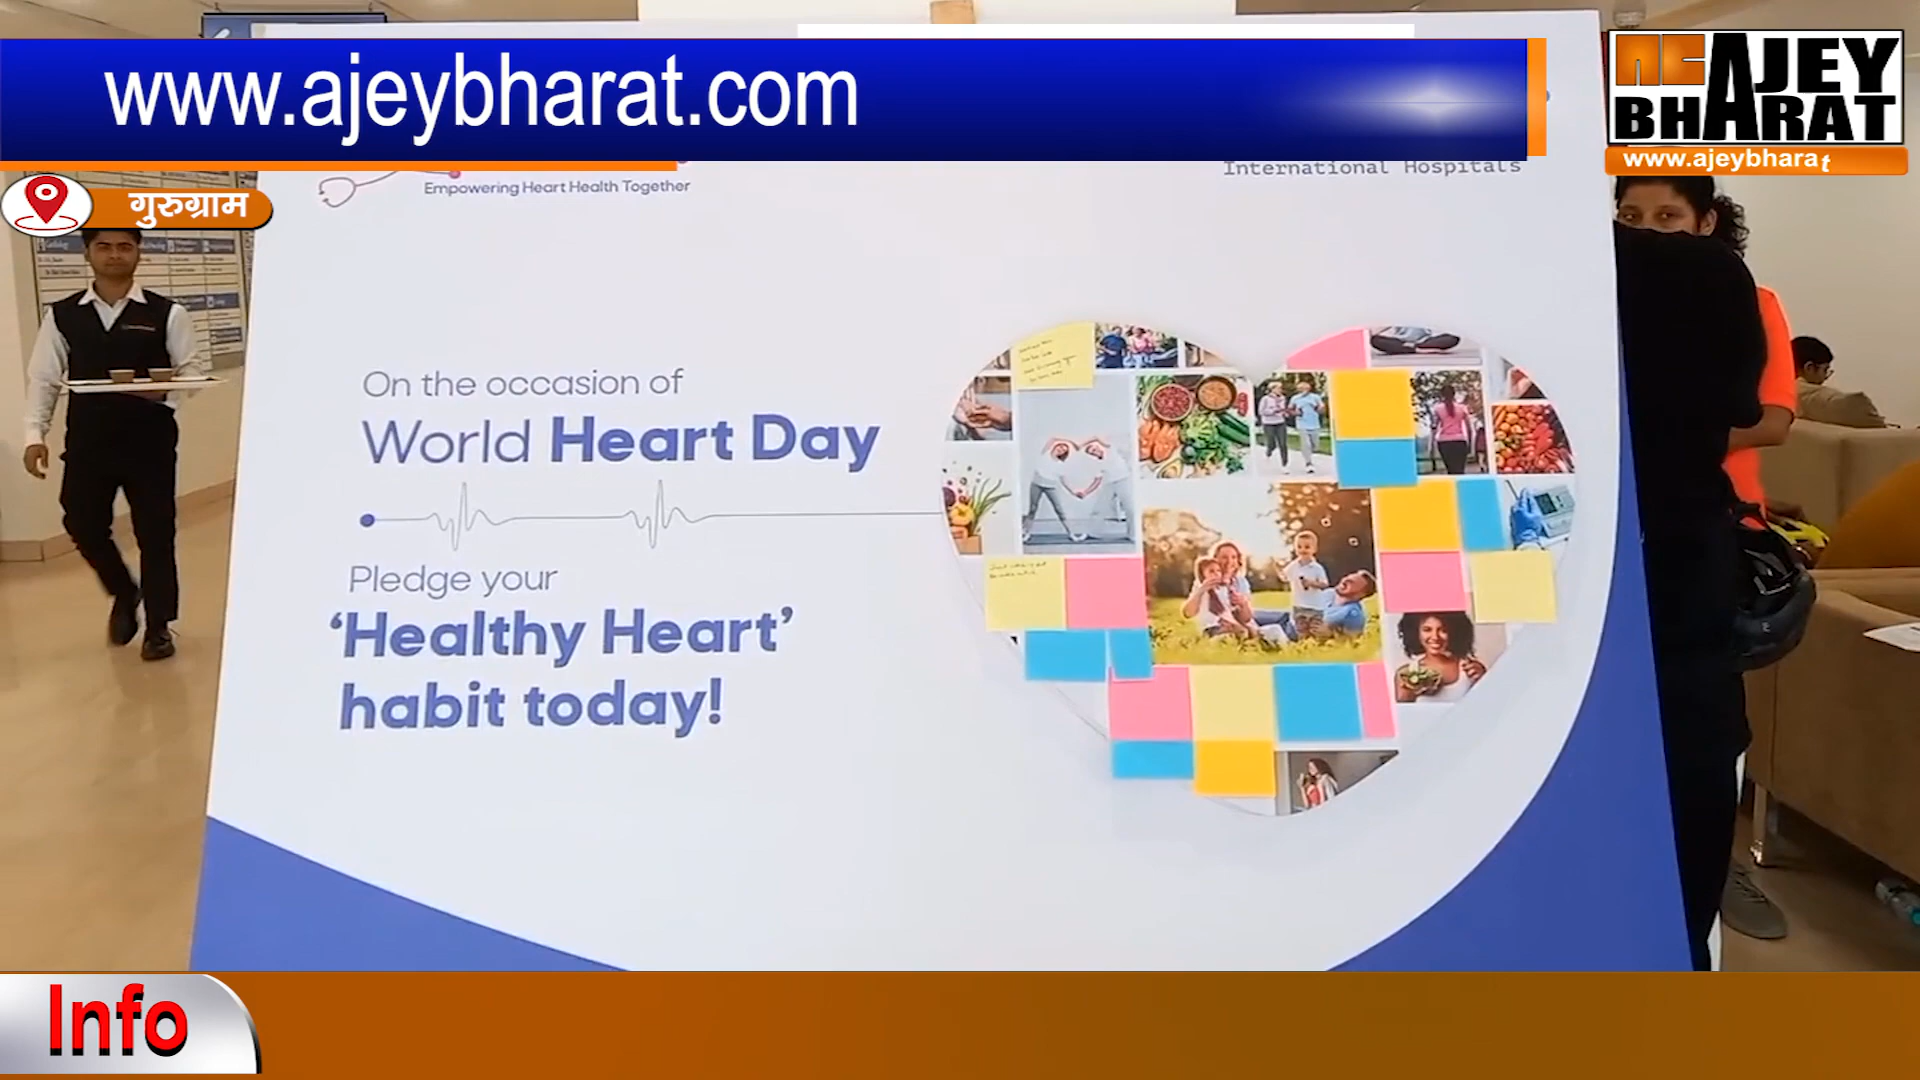 www.ajeybharat.com
AJEY
BHARAT
www.ajeybharat
International Hospitals
Empowering Heart Health Together
गुरुग्राम
On the occasion of
World Heart Day
Pledge your
‘Healthy Heart’
habit today!
Info